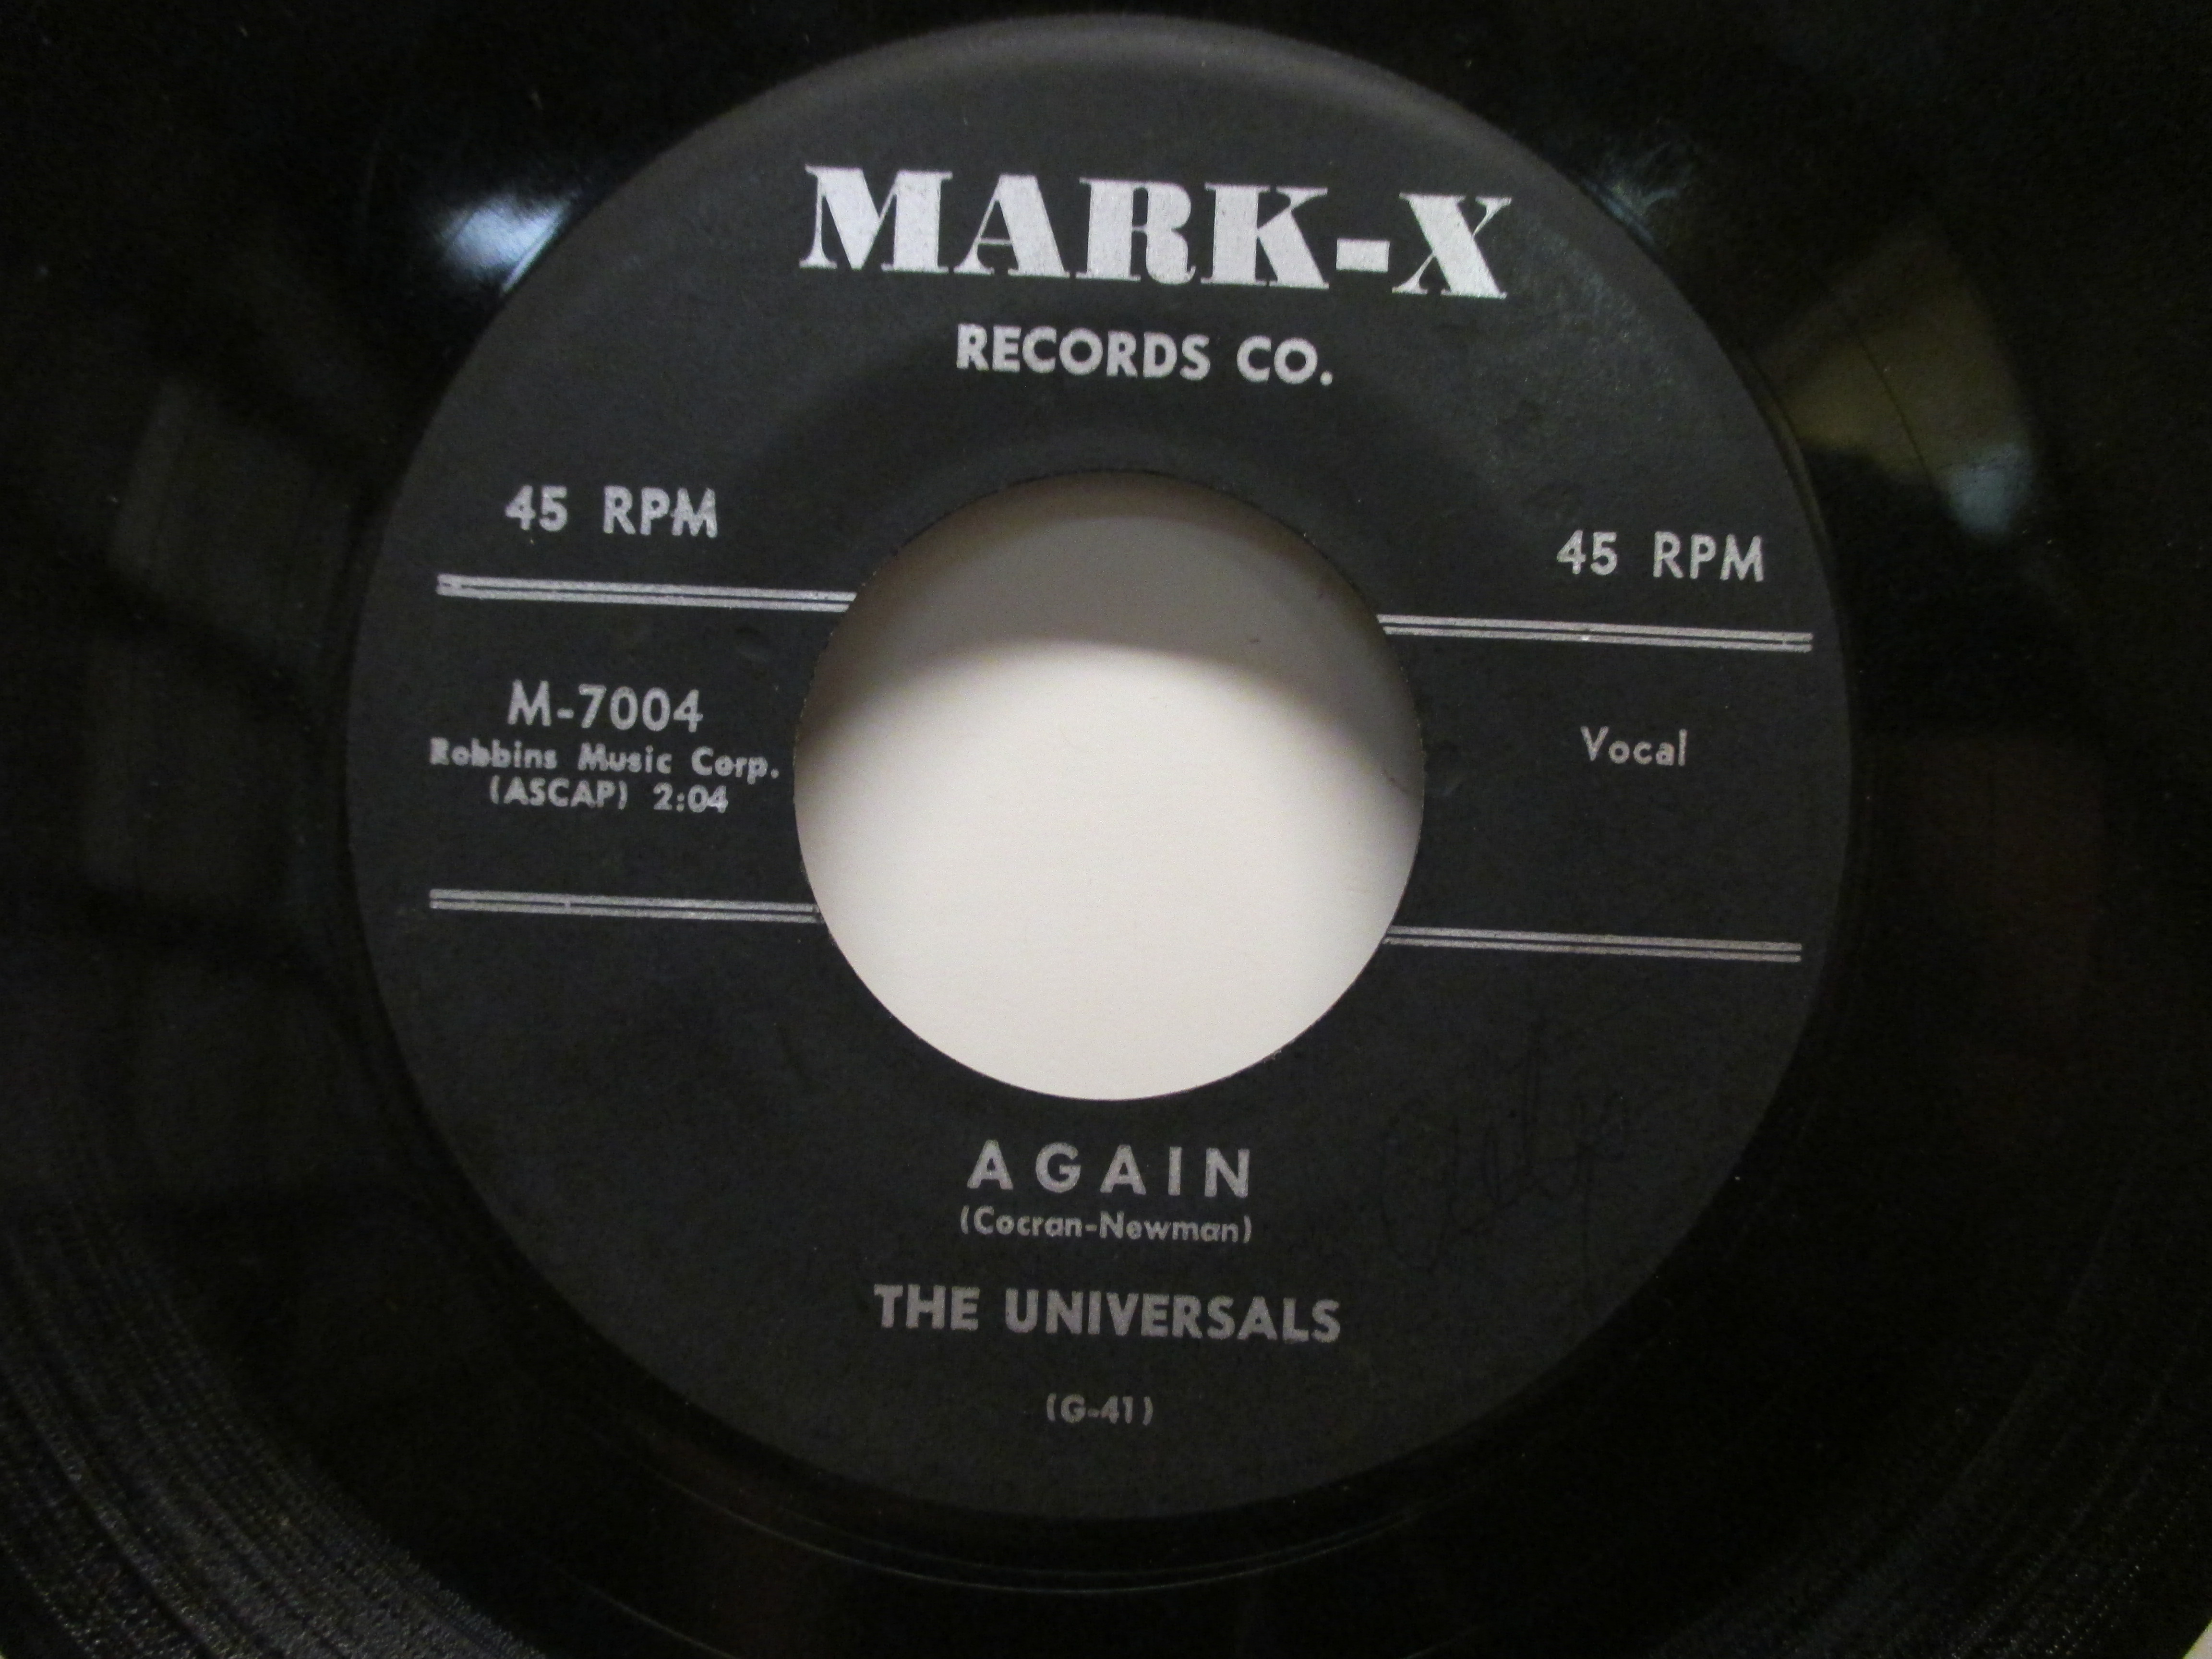 MARK-X
RECORDS CO.
45 RPM
45 RPM
M-7004
Robbins Music Corp.
(ASCAP) 2:04
Vocal
AGAIN
(Cocran-Newman)
THE UNIVERSALS
(G-41)